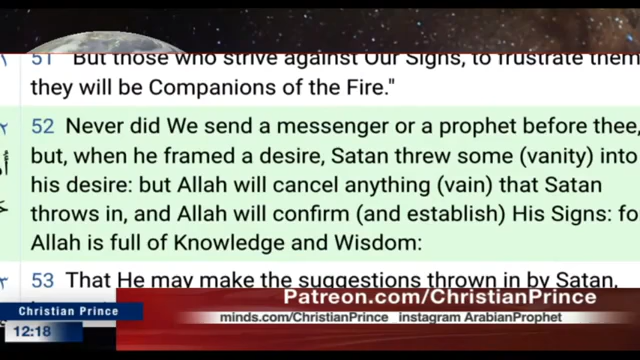 51 But those who strive against Our Signs, to frustrate them,
they will be Companions of the Fire."
52 Never did We send a messenger or a prophet before thee,
but, when he framed a desire, Satan threw some (vanity) into
his desire: but Allah will cancel anything (vain) that Satan
throws in, and Allah will confirm (and establish) His Signs: fo
Allah is full of Knowledge and Wisdom:
53 That He may make the suggestions thrown in by Satan,
Patreon.com/ChristianPrince
Christian Prince
minds.com/ChristianPrince instagram ArabianProphet
12:18